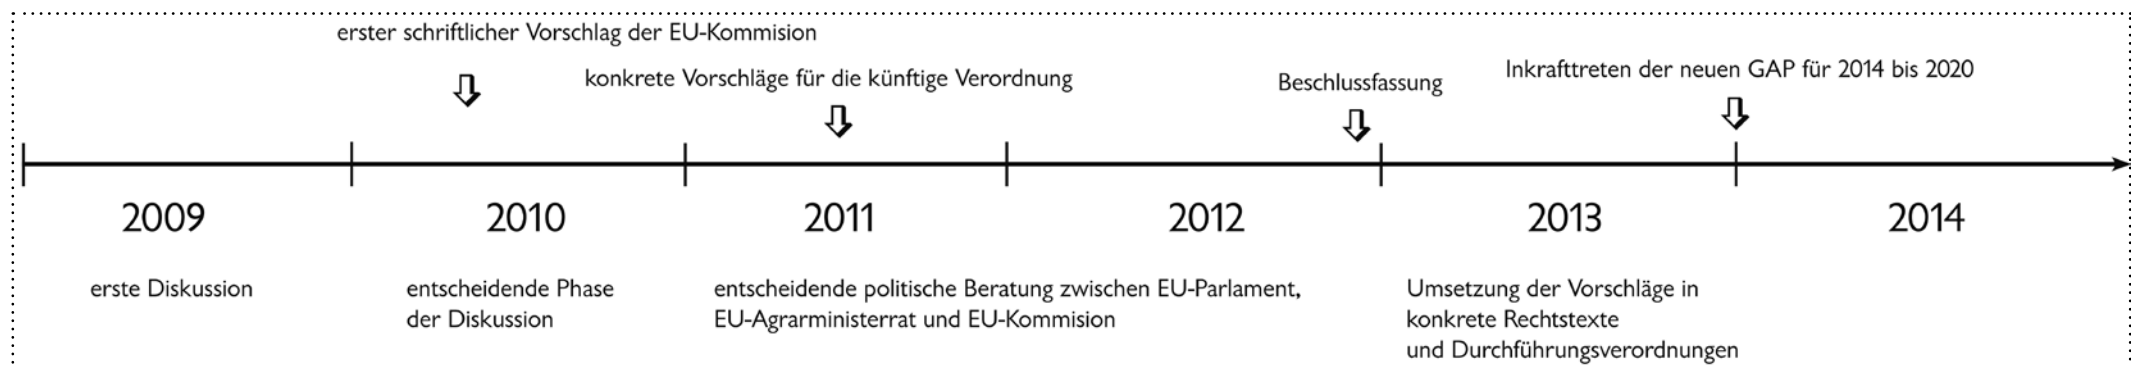 erster schriftlicher Vorschlag der EU-Kommision
konkrete Vorschläge für die künftige Verordnung
Beschlussfassung
Inkrafttreten der neuen GAP für 2014 bis 2020
2009
2010
2011
2012
2013
2014
erste Diskussion
entscheidende Phase
der Diskussion
entscheidende politische Beratung zwischen EU-Parlament,
EU-Agrarministerrat und EU-Kommision
Umsetzung der Vorschläge in
konkrete Rechtstexte
und Durchführungsverordnungen